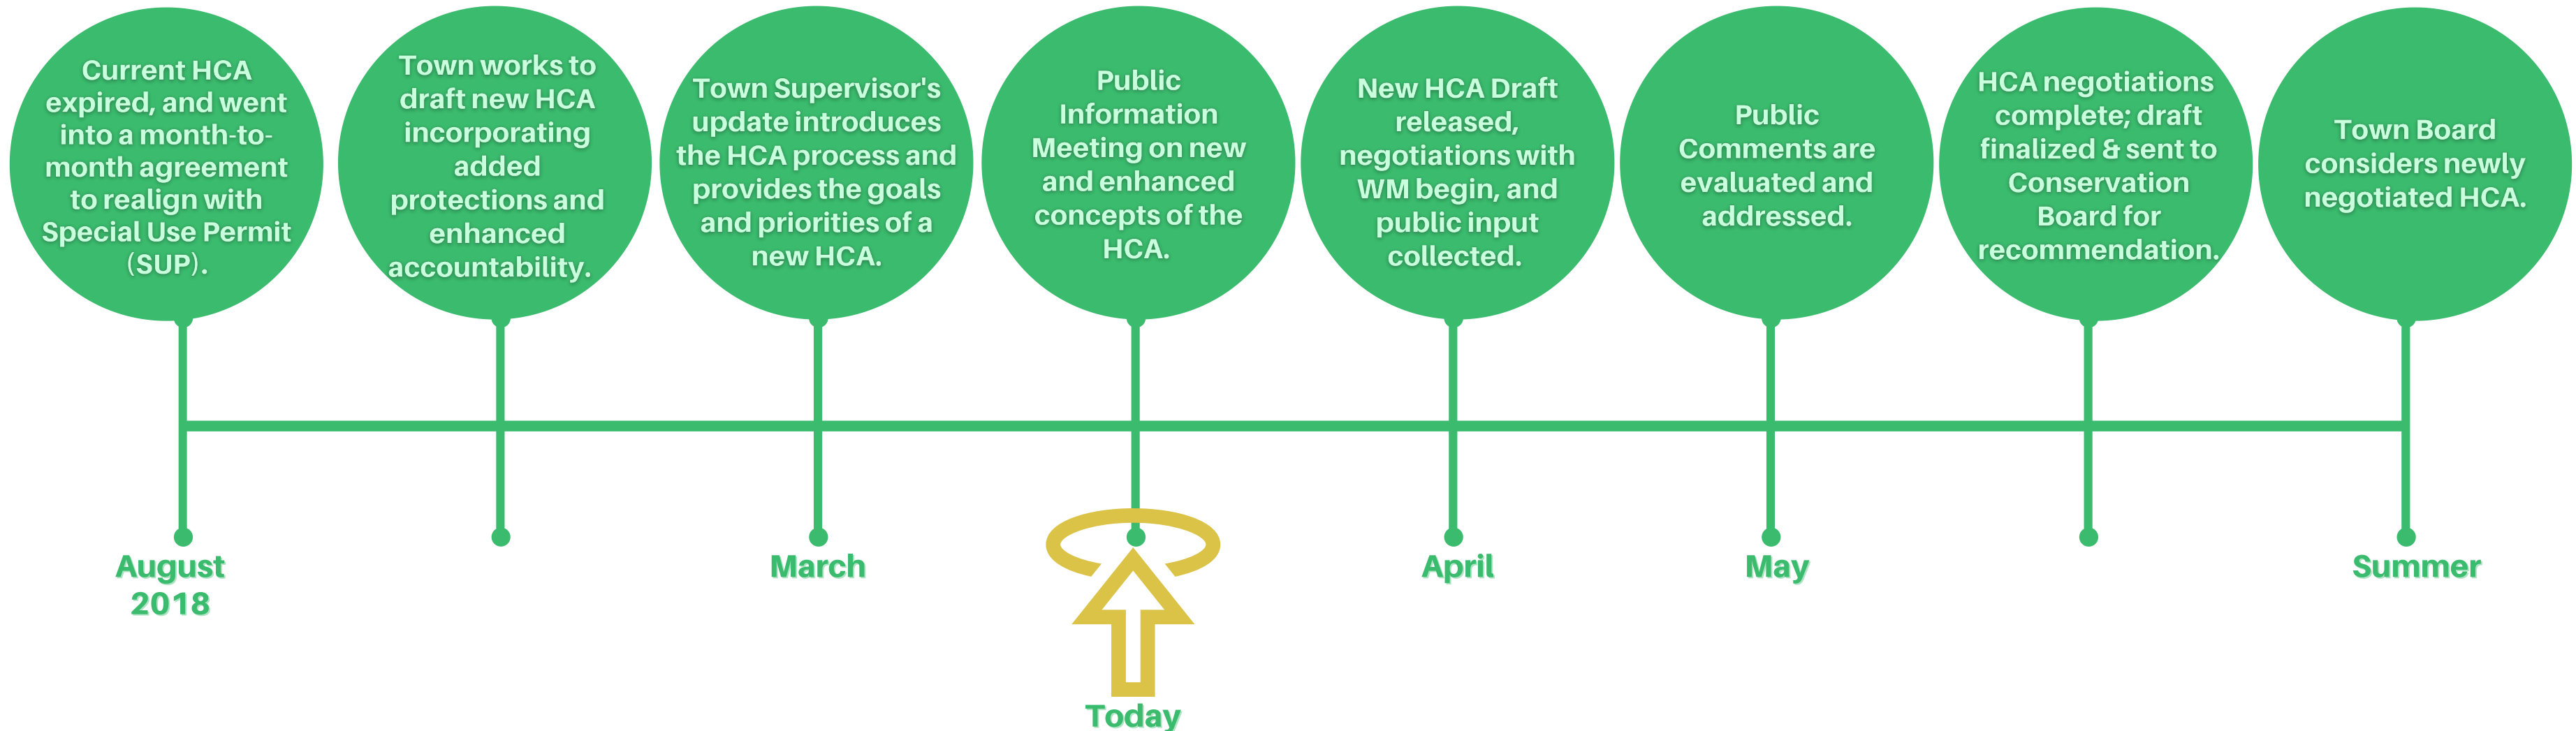 Current HCA
expired, and went
into a month-to-
month agreement
to realign with
Special Use Permit
(SUP).
Town works to
draft new HCA
incorporating
added
protections and
enhanced
accountability.
Town Supervisor's
update introduces
the HCA process and
provides the goals
and priorities of a
new HCA.
Public
Information
Meeting on new
and enhanced
concepts of the
HCA.
New HCA Draft
released,
negotiations with
WM begin, and
public input
collected.
Public
Comments are
evaluated and
addressed.
HCA negotiations
complete; draft
finalized & sent to
Conservation
Board for
recommendation.
Town Board
considers newly
negotiated HCA.
August
2018
March
Today
April
May
Summer